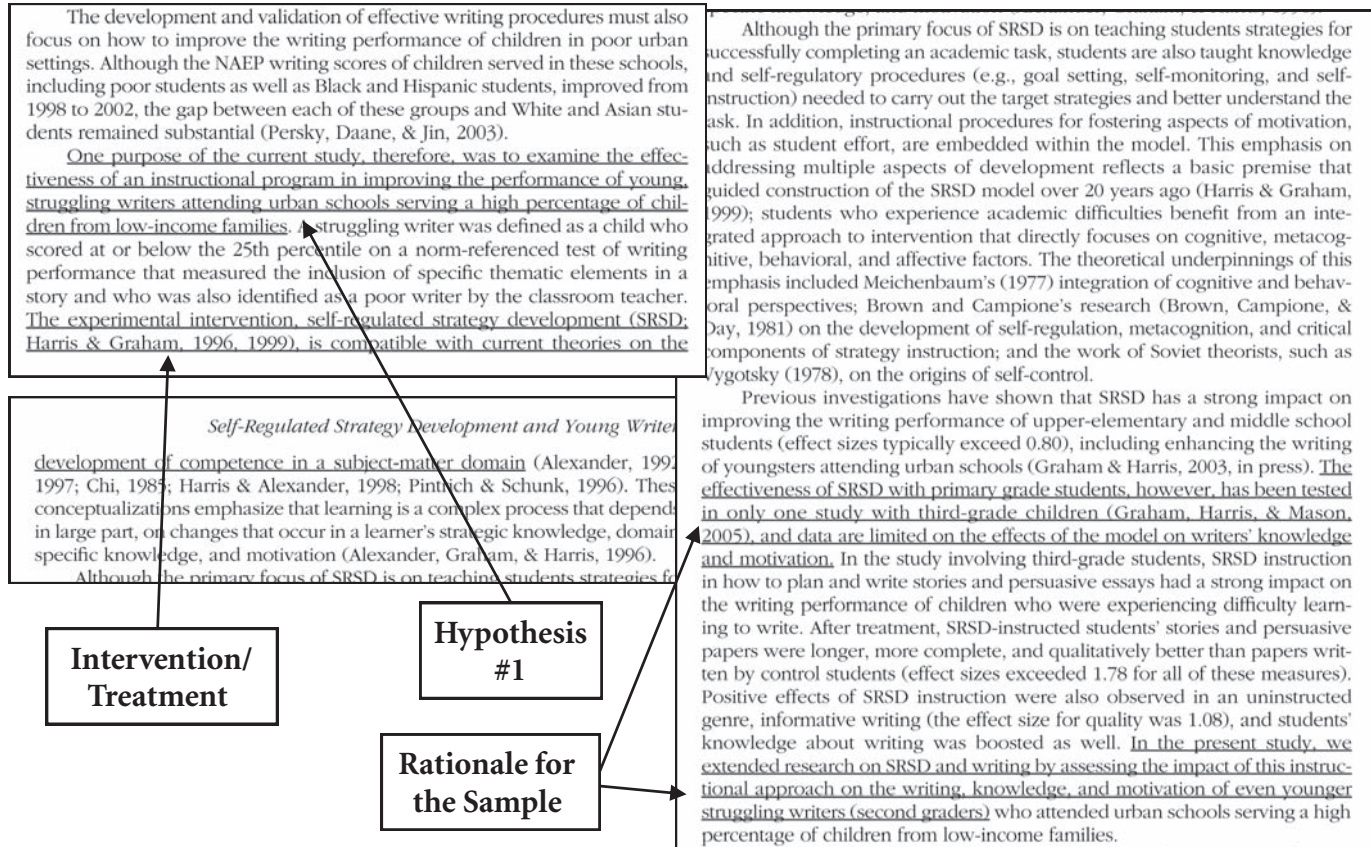 The development and validation of effective writing procedures must also
focus on how to improve the writing performance of children in poor urban
settings. Although the NAEP writing scores of children served in these schools,
including poor students as well as Black and Hispanic students, improved from
1998 to 2002, the gap between each of these groups and White and Asian stu-
dents remained substantial (Persky, Daane, & Jin, 2003).
One purpose of the current study, therefore, was to examine the effec-
tiveness of an instructional program in improving the performance of young,
struggling writers attending urban schools serving a high percentage of chil-
dren from low-income families. A struggling writer was defined as a child who
scored at or below the 25th percentile on a norm-referenced test of writing
performance that measured the inclusion of specific thematic elements in a
story and who was also identified as a poor writer by the classroom teacher.
The experimental intervention, self-regulated strategy development (SRSD;
Harris & Graham, 1996, 1999), is compatible with current theories on the
Self-Regulated Strategy Development and Young Writer
development of competence in a subject-matter domain (Alexander, 1992
1997; Chi, 1985; Harris & Alexander, 1998; Pintrich & Schunk, 1996). Thes
conceptualizations emphasize that learning is a complex process that depends
in large part, on changes that occur in a learner's strategic knowledge, domain
specific knowledge, and motivation (Alexander, Graham, & Harris, 1996).
Although the primary focus of SRSD is on teaching students strategies fo
Intervention/
Treatment
Hypothesis
#1
Rationale for
the Sample
Although the primary focus of SRSD is on teaching students strategies for
successfully completing an academic task, students are also taught knowledge
and self-regulatory procedures (e.g., goal setting, self-monitoring, and self-
instruction) needed to carry out the target strategies and better understand the
task. In addition, instructional procedures for fostering aspects of motivation,
such as student effort, are embedded within the model. This emphasis on
addressing multiple aspects of development reflects a basic premise that
guided construction of the SRSD model over 20 years ago (Harris & Graham,
1999); students who experience academic difficulties benefit from an inte-
grated approach to intervention that directly focuses on cognitive, metacog-
nitive, behavioral, and affective factors. The theoretical underpinnings of this
emphasis included Meichenbaum's (1977) integration of cognitive and behav-
ioral perspectives; Brown and Campione's research (Brown, Campione, &
Day, 1981) on the development of self-regulation, metacognition, and critical
components of strategy instruction; and the work of Soviet theorists, such as
Vygotsky (1978), on the origins of self-control.
Previous investigations have shown that SRSD has a strong impact on
improving the writing performance of upper-elementary and middle school
students (effect sizes typically exceed 0.80), including enhancing the writing
of youngsters attending urban schools (Graham & Harris, 2003, in press). The
effectiveness of SRSD with primary grade students, however, has been tested
in only one study with third-grade children (Graham, Harris, & Mason,
2005), and data are limited on the effects of the model on writers' knowledge
and motivation. In the study involving third-grade students, SRSD instruction
in how to plan and write stories and persuasive essays had a strong impact on
the writing performance of children who were experiencing difficulty learn-
ing to write. After treatment, SRSD-instructed students' stories and persuasive
papers were longer, more complete, and qualitatively better than papers writ-
ten by control students (effect sizes exceeded 1.78 for all of these measures).
Positive effects of SRSD instruction were also observed in an uninstructed
genre, informative writing (the effect size for quality was 1.08), and students'
knowledge about writing was boosted as well. In the present study, we
extended research on SRSD and writing by assessing the impact of this instruc-
tional approach on the writing, knowledge, and motivation of even younger
struggling writers (second graders) who attended urban schools serving a high
percentage of children from low-income families.